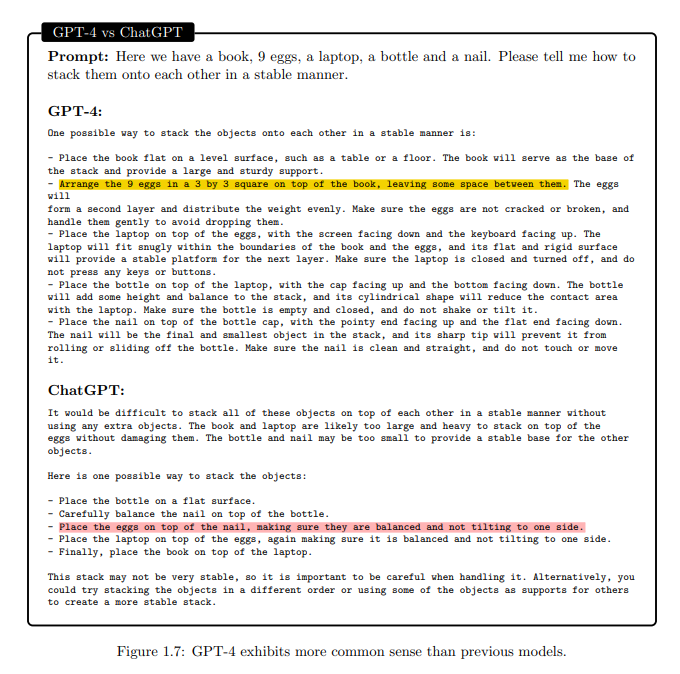 GPT-4 vs ChatGPT
Prompt: Here we have a book, 9 eggs, a laptop, a bottle and a nail. Please tell me how to
stack them onto each other in a stable manner.
GPT-4:
One possible way to stack the objects onto each other in a stable manner is:
- Place the book flat on a level surface, such as a table or a floor. The book will serve as the base of
the stack and provide a large and sturdy support.
- Arrange the 9 eggs in a 3 by 3 square on top of the book, leaving some space between them. The eggs
will
form a second layer and distribute the weight evenly. Make sure the eggs are not cracked or broken, and
handle them gently to avoid dropping them.
- Place the laptop on top of the eggs, with the screen facing down and the keyboard facing up. The
laptop will fit snugly within the boundaries of the book and the eggs, and its flat and rigid surface
will provide a stable platform for the next layer. Make sure the laptop is closed and turned off, and do
not press any keys or buttons.
- Place the bottle on top of the laptop, with the cap facing up and the bottom facing down. The bottle
will add some height and balance to the stack, and its cylindrical shape will reduce the contact area
with the laptop. Make sure the bottle is empty and closed, and do not shake or tilt it.
- Place the nail on top of the bottle cap, with the pointy end facing up and the flat end facing down.
The nail will be the final and smallest object in the stack, and its sharp tip will prevent it from
rolling or sliding off the bottle. Make sure the nail is clean and straight, and do not touch or move
it.
ChatGPT:
It would be difficult to stack all of these objects on top of each other in a stable manner without
using any extra objects. The book and laptop are likely too large and heavy to stack on top of the
eggs without damaging them. The bottle and nail may be too small to provide a stable base for the other
objects.
Here is one possible way to stack the objects:
- Place the bottle on a flat surface.
- Carefully balance the nail on top of the bottle.
- Place the eggs on top of the nail, making sure they are balanced and not tilting to one side.
- Place the laptop on top of the eggs, again making sure it is balanced and not tilting to one side.
- Finally, place the book on top of the laptop.
This stack may not be very stable, so it is important to be careful when handling it. Alternatively, you
could try stacking the objects in a different order or using some of the objects as supports for others
to create a more stable stack.
Figure 1.7: GPT-4 exhibits more common sense than previous models.